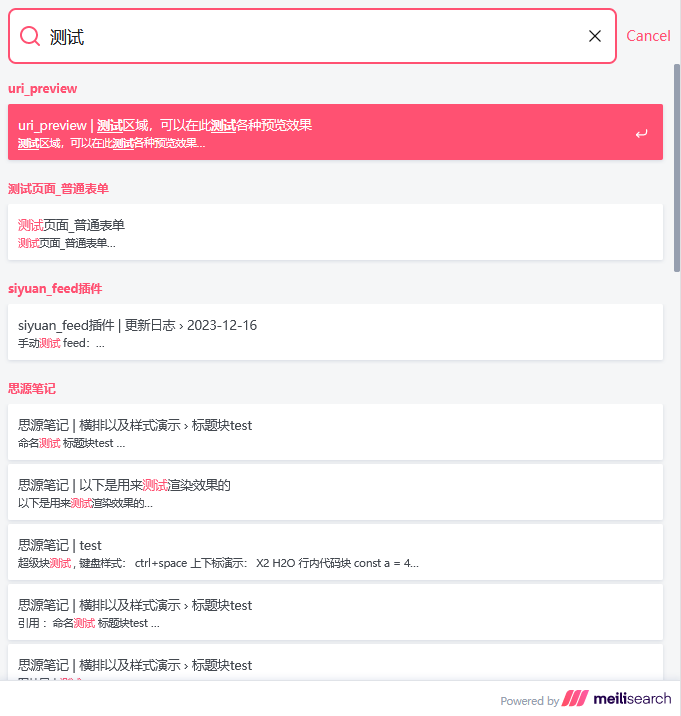 测试
Cancel
uri_preview
uri_preview | 测试区域，可以在此测试各种预览效果
测试区域，可以在此测试各种预览效果...
测试页面_普通表单
测试页面_普通表单
测试页面_普通表单...
siyuan_feed插件
siyuan_feed插件 | 更新日志 › 2023-12-16
手动测试 feed：...
思源笔记
思源笔记 | 横排以及样式演示 › 标题块test
命名测试 标题块test ...
思源笔记 | 以下是用来测试渲染效果的
以下是用来测试渲染效果的...
思源笔记 | test
超级块测试 , 键盘样式： ctrl+space 上下标演示： X2 H2O 行内代码块 const a = 4...
思源笔记 | 横排以及样式演示 › 标题块test
引用： 命名测试 标题块test ...
思源笔记 | 横排以及样式演示 › 标题块test
Powered by meilisearch